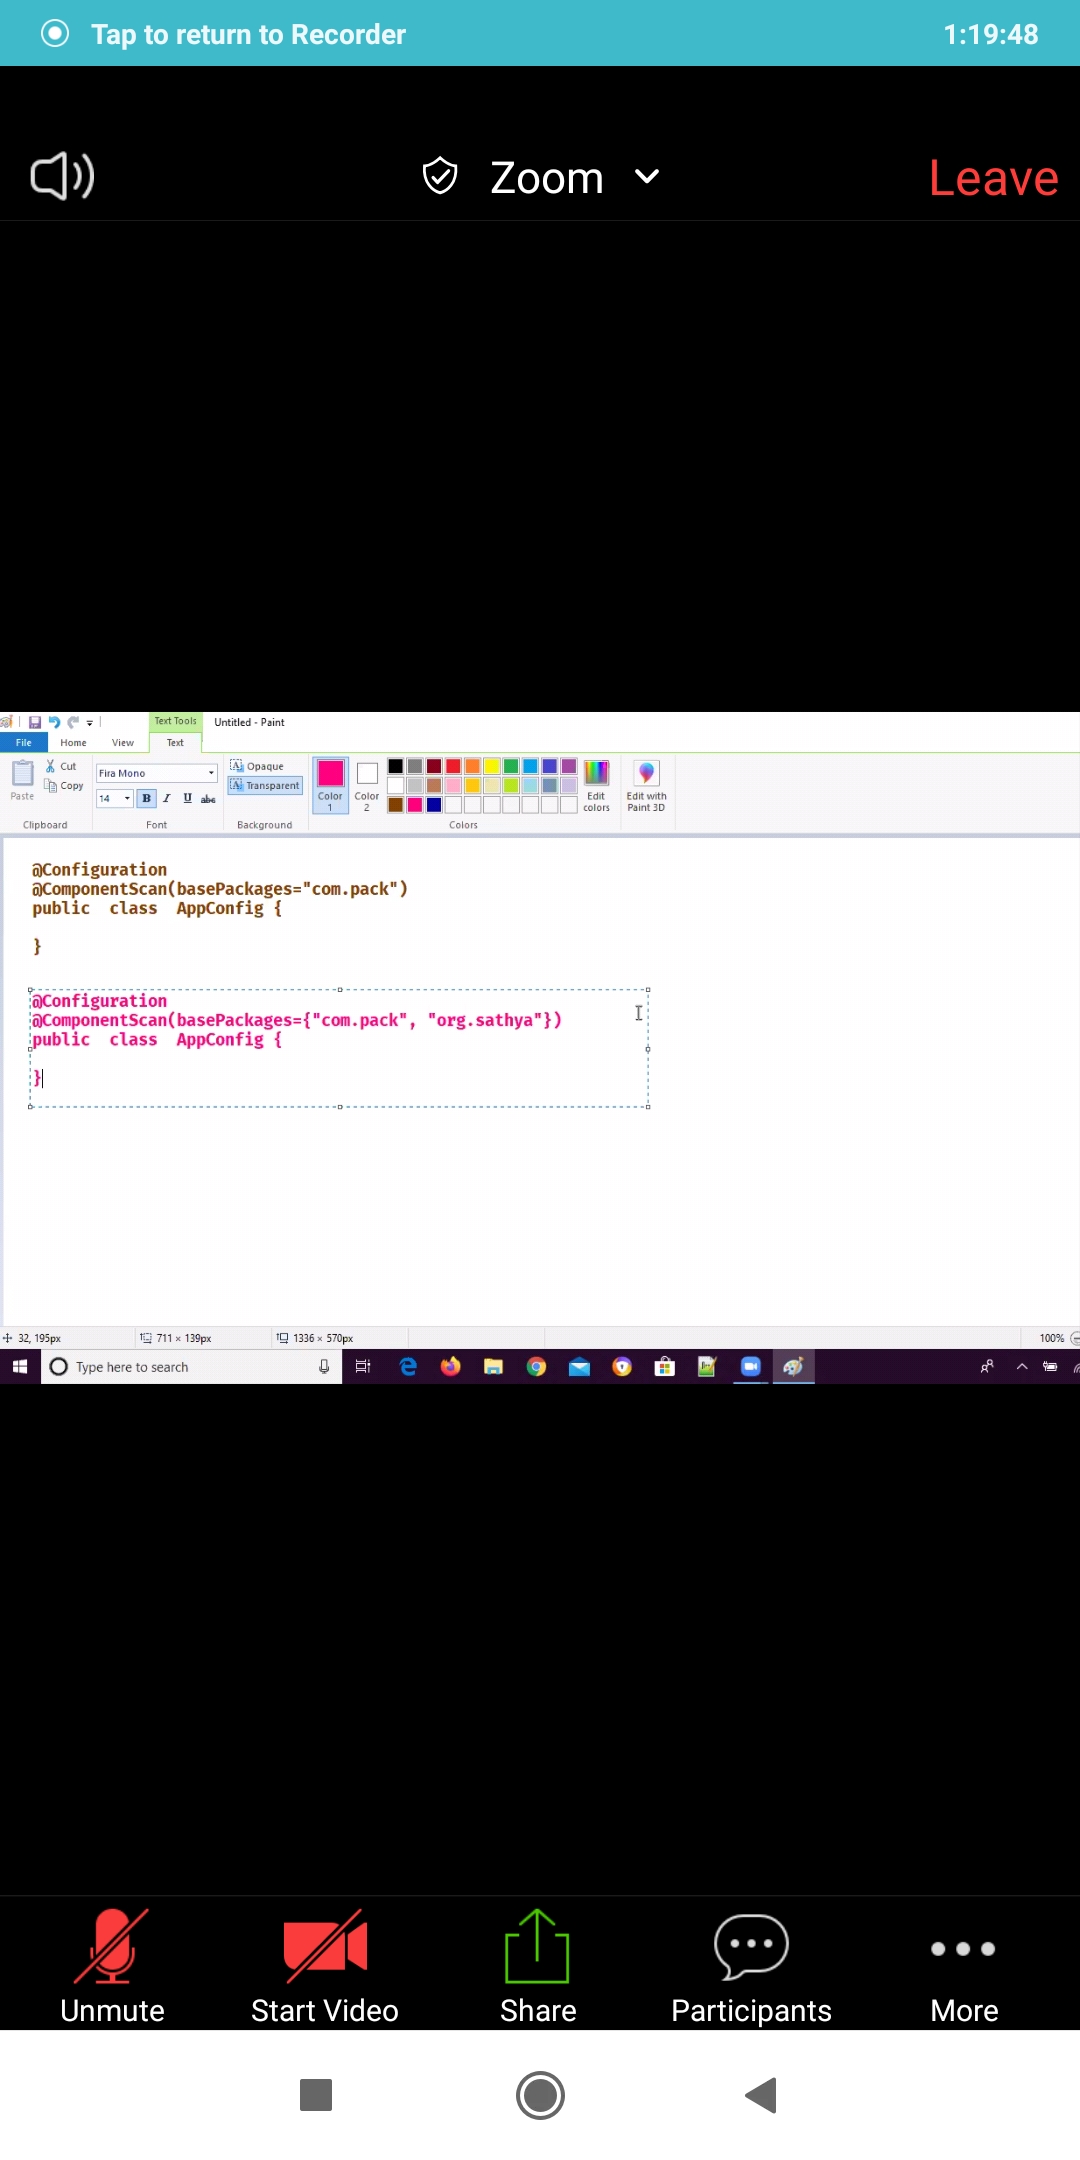 Tap to return to Recorder 1:19:48
Zoom Leave
Text Tools Untitled - Paint
File Home View Text
Paste Cut Copy Clipboard
Fira Mono
14 B I U abc
Font
Opaque
Transparent
Background
Color 1 Color 2
Edit colors
Edit with Paint 3D
Colors
@Configuration
@ComponentScan(basePackages="com.pack")
public class AppConfig {
}
@Configuration
@ComponentScan(basePackages={"com.pack", "org.sathya"})
public class AppConfig {
}
32, 195px 711 × 139px 1336 × 570px 100%
Type here to search
Unmute Start Video Share Participants More